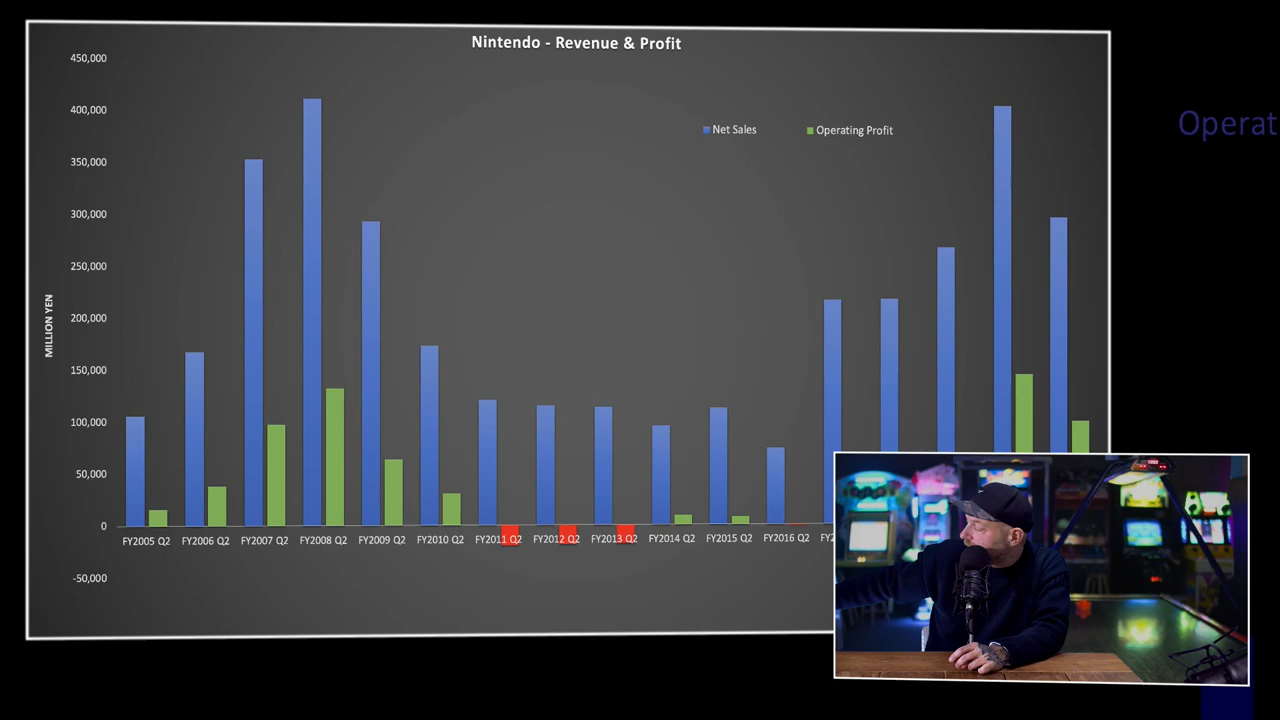 Nintendo - Revenue & Profit
Operat
Net Sales
Operating Profit
MILLION YEN
450,000
400,000
350,000
300,000
250,000
200,000
150,000
100,000
50,000
0
-50,000
FY2005 Q2
FY2006 Q2
FY2007 Q2
FY2008 Q2
FY2009 Q2
FY2010 Q2
FY2011 Q2
FY2012 Q2
FY2013 Q2
FY2014 Q2
FY2015 Q2
FY2016 Q2